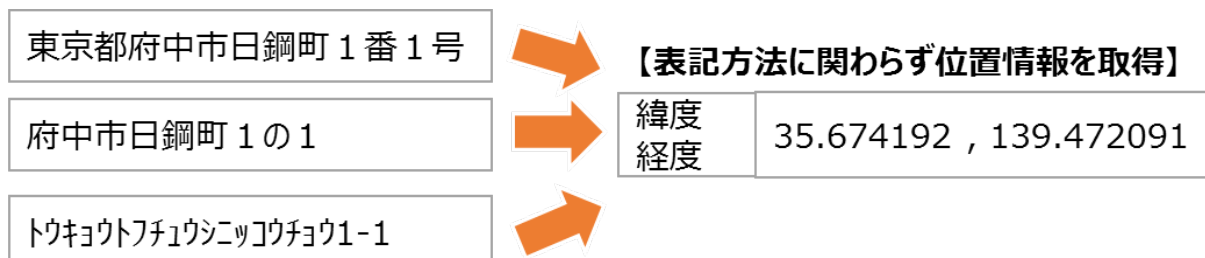 東京都府中市日鋼町１番１号
府中市日鋼町１の１
ﾄｳｷｮｳﾄﾌﾁｭｳｼﾆｯｺｳﾁｮｳ1-1
【表記方法に関わらず位置情報を取得】
緯度
経度
35.674192 , 139.472091